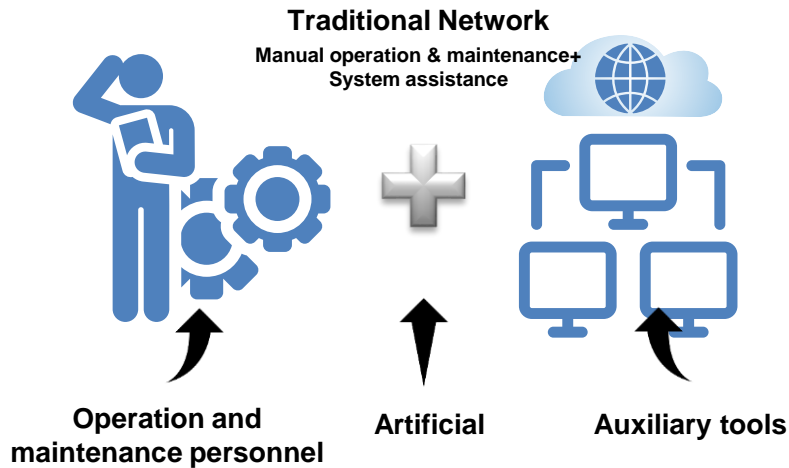 Traditional Network
Manual operation & maintenance+
System assistance
Operation and
maintenance personnel
Artificial
Auxiliary tools